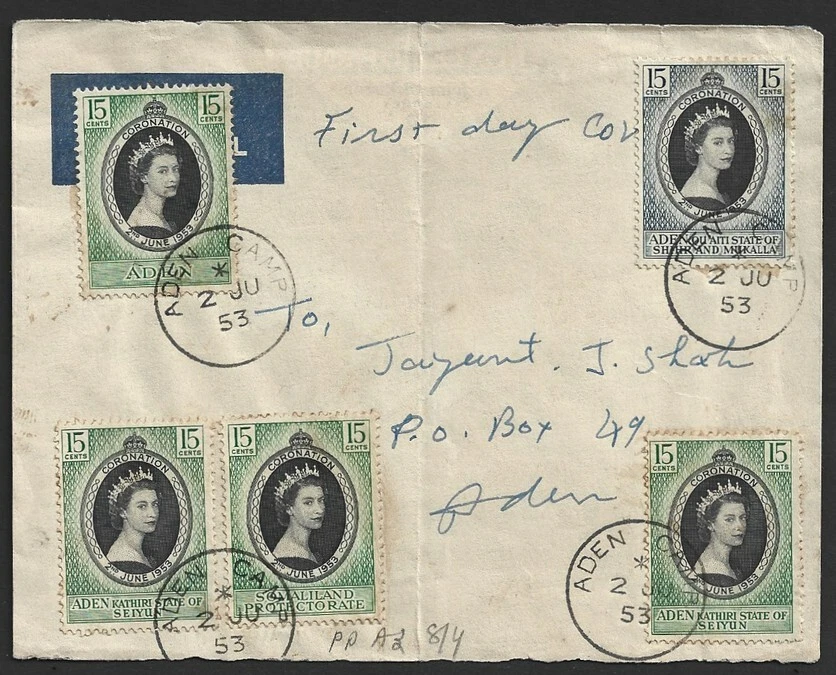 15 CENTS 15 CENTS
CORONATION
2ND JUNE 1953
ADEN
ADEN CAMP
*
2 JU
53
First day Cov
15 CENTS 15 CENTS
CORONATION
2ND JUNE 1953
ADEN QU'AITI STATE OF
SHIHR AND MUKALLA
ADEN CAMP
*
2 JU
53
To,
Jayant. J. Shah
P.O. Box 49
Aden
15 CENTS 15 CENTS
CORONATION
2ND JUNE 1953
ADEN KATHIRI STATE OF
SEIYUN
15 CENTS 15 CENTS
CORONATION
2ND JUNE 1953
SOMALILAND
PROTECTORATE
ADEN CAMP
*
2 JU
53
15 CENTS 15 CENTS
CORONATION
2ND JUNE 1953
ADEN KATHIRI STATE OF
SEIYUN
ADEN CAMP
*
2 JU
53
8/4